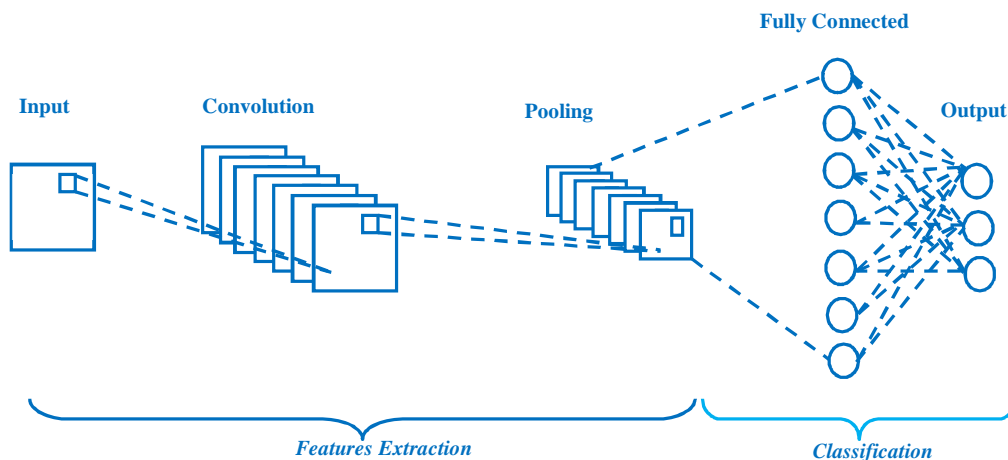 Fully Connected
Input
Convolution
Pooling
Output
Features Extraction
Classification